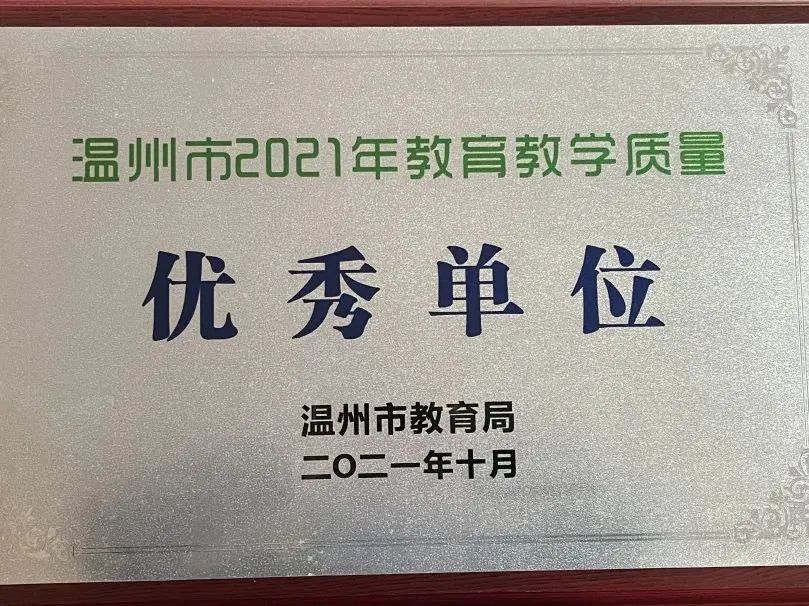 温州市2021年教育教学质量
优秀单位
温州市教育局
二〇二一年十月